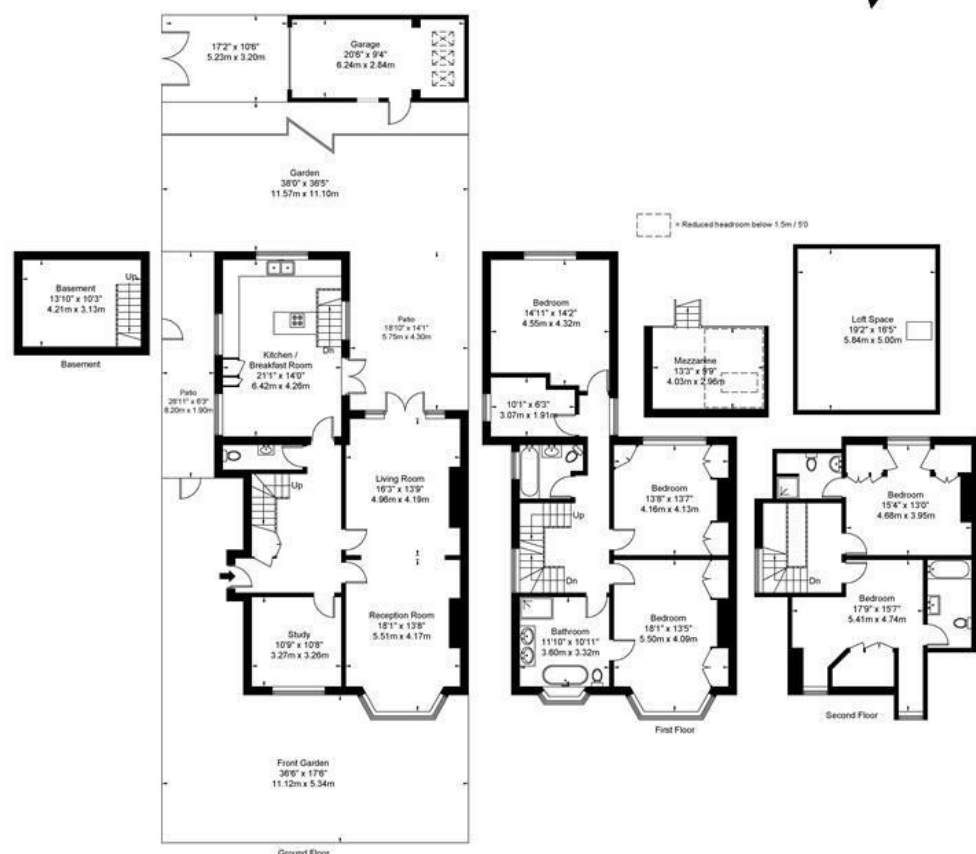 17'2" x 10'6"
5.23m x 3.20m
Garage
20'6" x 9'4"
6.24m x 2.84m
Garden
38'0" x 36'5"
11.57m x 11.10m
= Reduced headroom below 1.5m / 5'0
Basement
13'10" x 10'3"
4.21m x 3.13m
Up
Basement
Kitchen /
Breakfast Room
21'1" x 14'0"
6.42m x 4.26m
Dn
Patio
18'10" x 14'1"
5.75m x 4.30m
Patio
26'11" x 6'3"
8.20m x 1.90m
Up
Living Room
16'3" x 13'9"
4.96m x 4.19m
Reception Room
18'1" x 13'8"
5.51m x 4.17m
Study
10'9" x 10'8"
3.27m x 3.26m
Front Garden
36'6" x 17'6"
11.12m x 5.34m
Ground Floor
Bedroom
14'11" x 14'2"
4.55m x 4.32m
10'1" x 6'3"
3.07m x 1.91m
Bedroom
13'8" x 13'7"
4.16m x 4.13m
Up
Dn
Bathroom
11'10" x 10'11"
3.60m x 3.32m
Bedroom
18'1" x 13'5"
5.50m x 4.09m
First Floor
Mezzanine
13'3" x 9'9"
4.03m x 2.96m
Loft Space
19'2" x 16'5"
5.84m x 5.00m
Bedroom
15'4" x 13'0"
4.68m x 3.95m
Dn
Bedroom
17'9" x 15'7"
5.41m x 4.74m
Second Floor